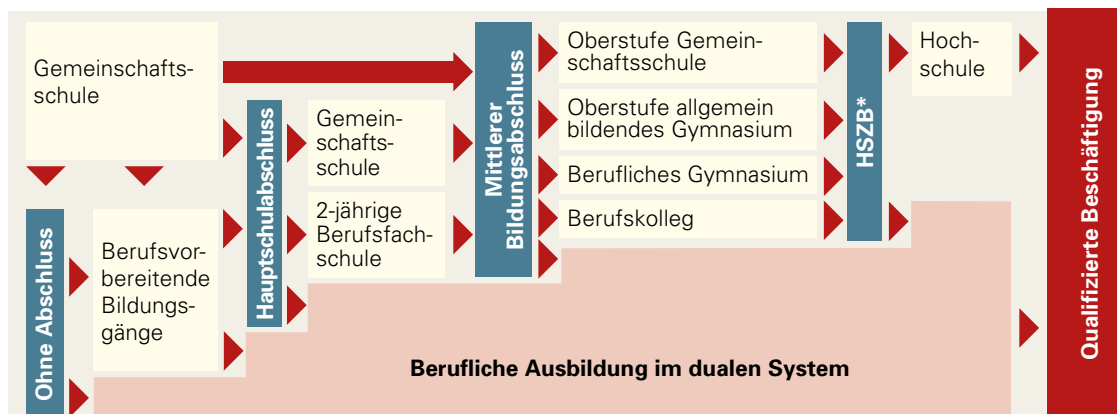 Gemeinschafts-
schule
Ohne Abschluss
Berufsvor-
bereitende
Bildungs-
gänge
Hauptschulabschluss
Gemein-
schafts-
schule
2-jährige
Berufsfach-
schule
Mittlerer
Bildungsabschluss
Oberstufe Gemein-
schaftsschule
Oberstufe allgemein
bildendes Gymnasium
Berufliches Gymnasium
Berufskolleg
HSZB*
Hoch-
schule
Qualifizierte Beschäftigung
Berufliche Ausbildung im dualen System